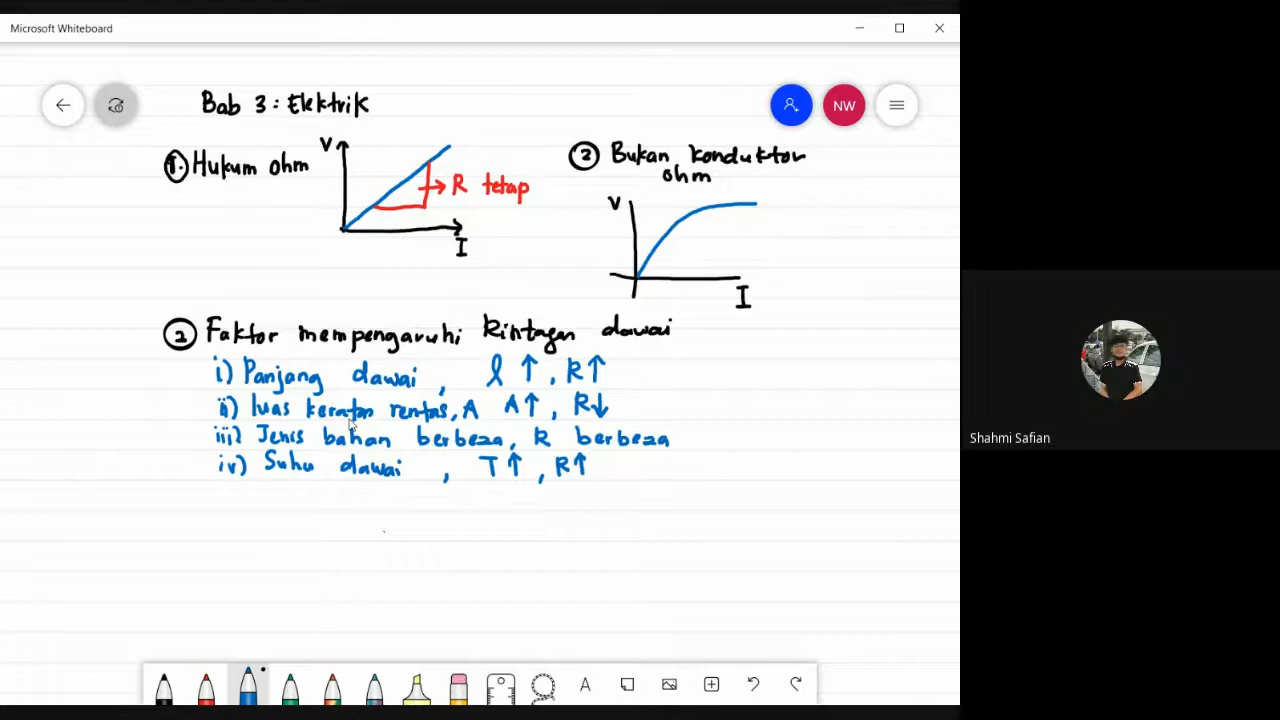 Microsoft Whiteboard
Bab 3 : Elektrik
NW
1. Hukum ohm
V
R tetap
I
2 Bukan konduktor
ohm
V
I
2 Faktor mempengaruhi Rintagan dawai
i) Panjang dawai , l ↑ , R↑
ii) luas keratan rentas, A A↑ , R↓
iii) Jenis bahan berbeza, R berbeza
iv) Suhu dawai , T↑ , R↑
A
Shahmi Safian